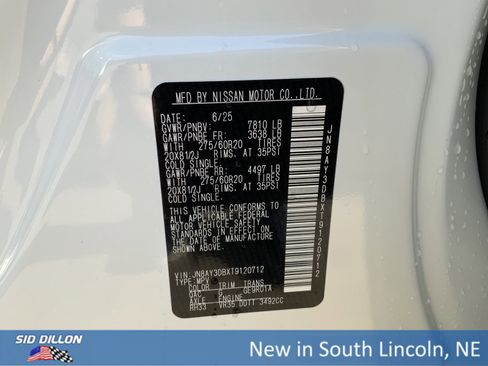 MFD BY NISSAN MOTOR CO.,LTD.
DATE: 6/25
GVWR/PNBV: 7810 LB
GAWR/PNBE FR: 3638 LB
WITH 275/60R20 TIRES
20X81/2J RIMS. AT 35PSI
COLD SINGLE.
GAWR/PNBE RR: 4497 LB
WITH 275/60R20 TIRES
20X81/2J RIMS. AT 35PSI
COLD SINGLE.
THIS VEHICLE CONFORMS TO
ALL APPLICABLE FEDERAL
MOTOR VEHICLE SAFETY
STANDARDS IN EFFECT ON
THE DATE OF MANUFACTURE
SHOWN ABOVE.
VIN:JN8AY3DBXT9120712
TYPE:MPV
COLOR TRIM TRANS
QAC G GE9R01A
AXLE ENGINE
RH33 VR35 DDTT 3492CC
JN8AY3DBXT9120712
SID DILLON
New in South Lincoln, NE